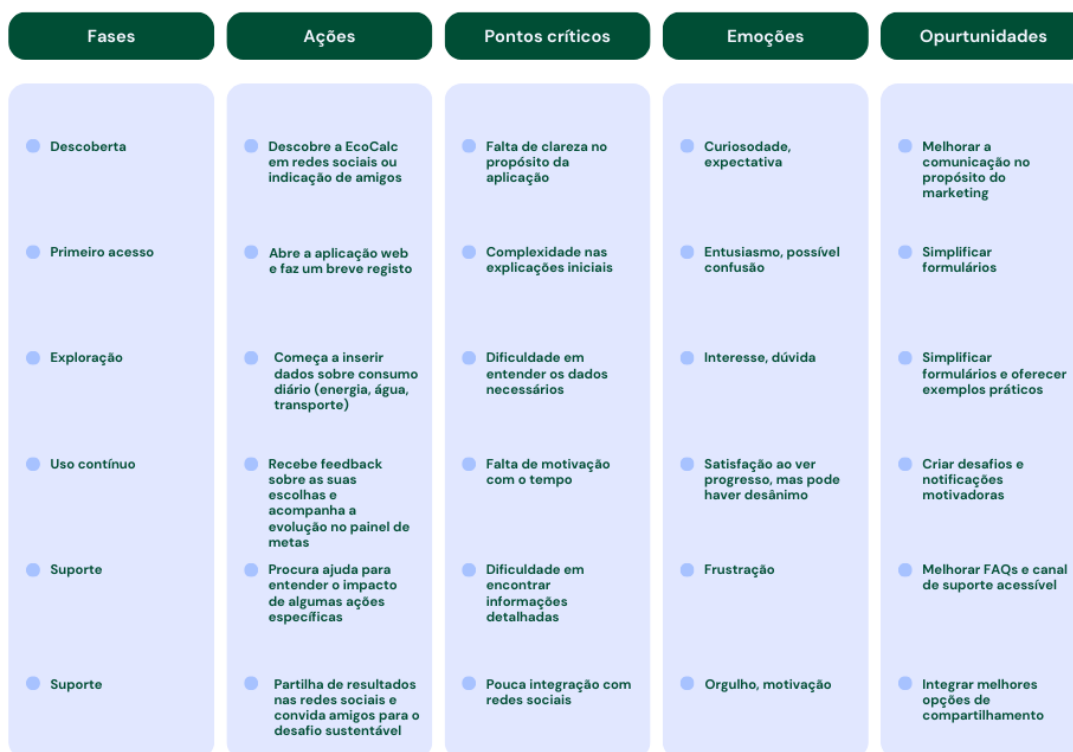 Fases
Ações
Pontos críticos
Emoções
Opurtunidades
Descoberta
Descobre a EcoCalc
em redes sociais ou
indicação de amigos
Falta de clareza no
propósito da
aplicação
Curiosodade,
expectativa
Melhorar a
comunicação no
propósito do
marketing
Primeiro acesso
Abre a aplicação web
e faz um breve registo
Complexidade nas
explicações iniciais
Entusiasmo, possível
confusão
Simplificar
formulários
Exploração
Começa a inserir
dados sobre consumo
diário (energia, água,
transporte)
Dificuldade em
entender os dados
necessários
Interesse, dúvida
Simplificar
formulários e oferecer
exemplos práticos
Uso contínuo
Recebe feedback
sobre as suas
escolhas e
acompanha a
evolução no painel de
metas
Falta de motivação
com o tempo
Satisfação ao ver
progresso, mas pode
haver desânimo
Criar desafios e
notificações
motivadoras
Suporte
Procura ajuda para
entender o impacto
de algumas ações
específicas
Dificuldade em
encontrar
informações
detalhadas
Frustração
Melhorar FAQs e canal
de suporte acessível
Suporte
Partilha de resultados
nas redes sociais e
convida amigos para o
desafio sustentável
Pouca integração com
redes sociais
Orgulho, motivação
Integrar melhores
opções de
compartilhamento